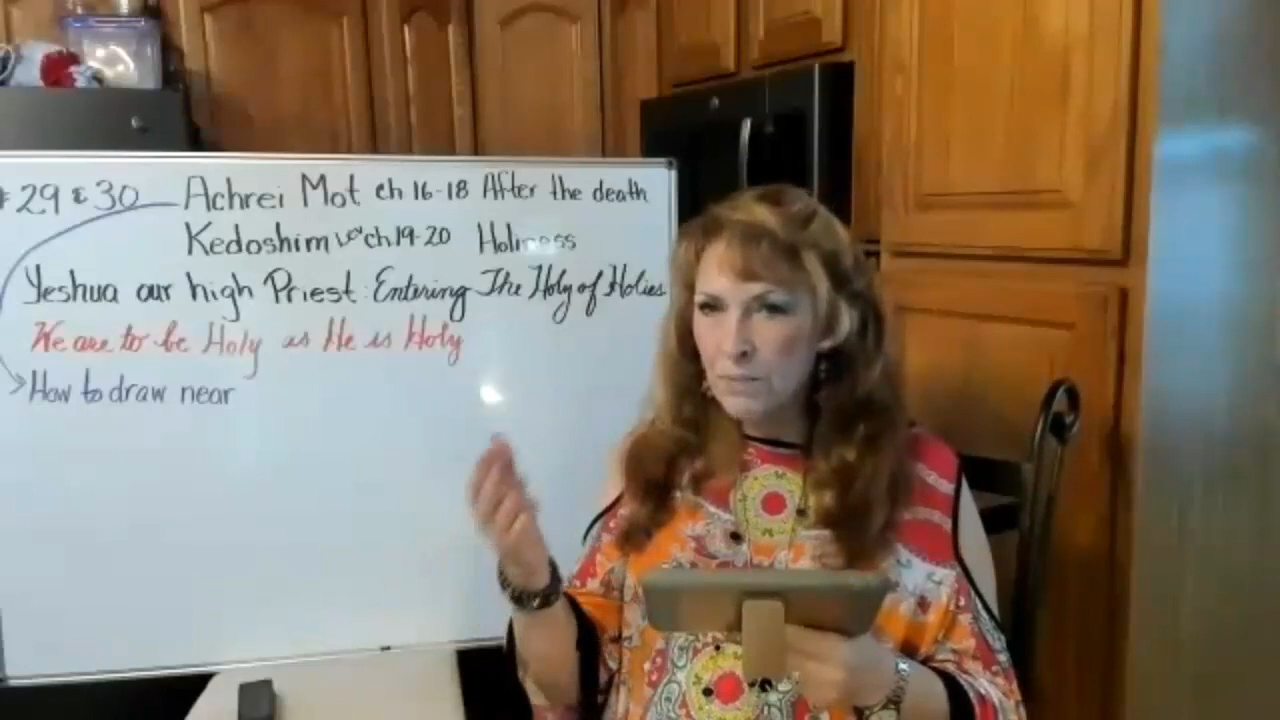 #29 & 30 Achrei Mot ch 16-18 After the death
Kedoshim Lev ch 19-20 Holiness
Yeshua our high Priest: Entering The Holy of Holies
We are to be Holy as He is Holy
How to draw near